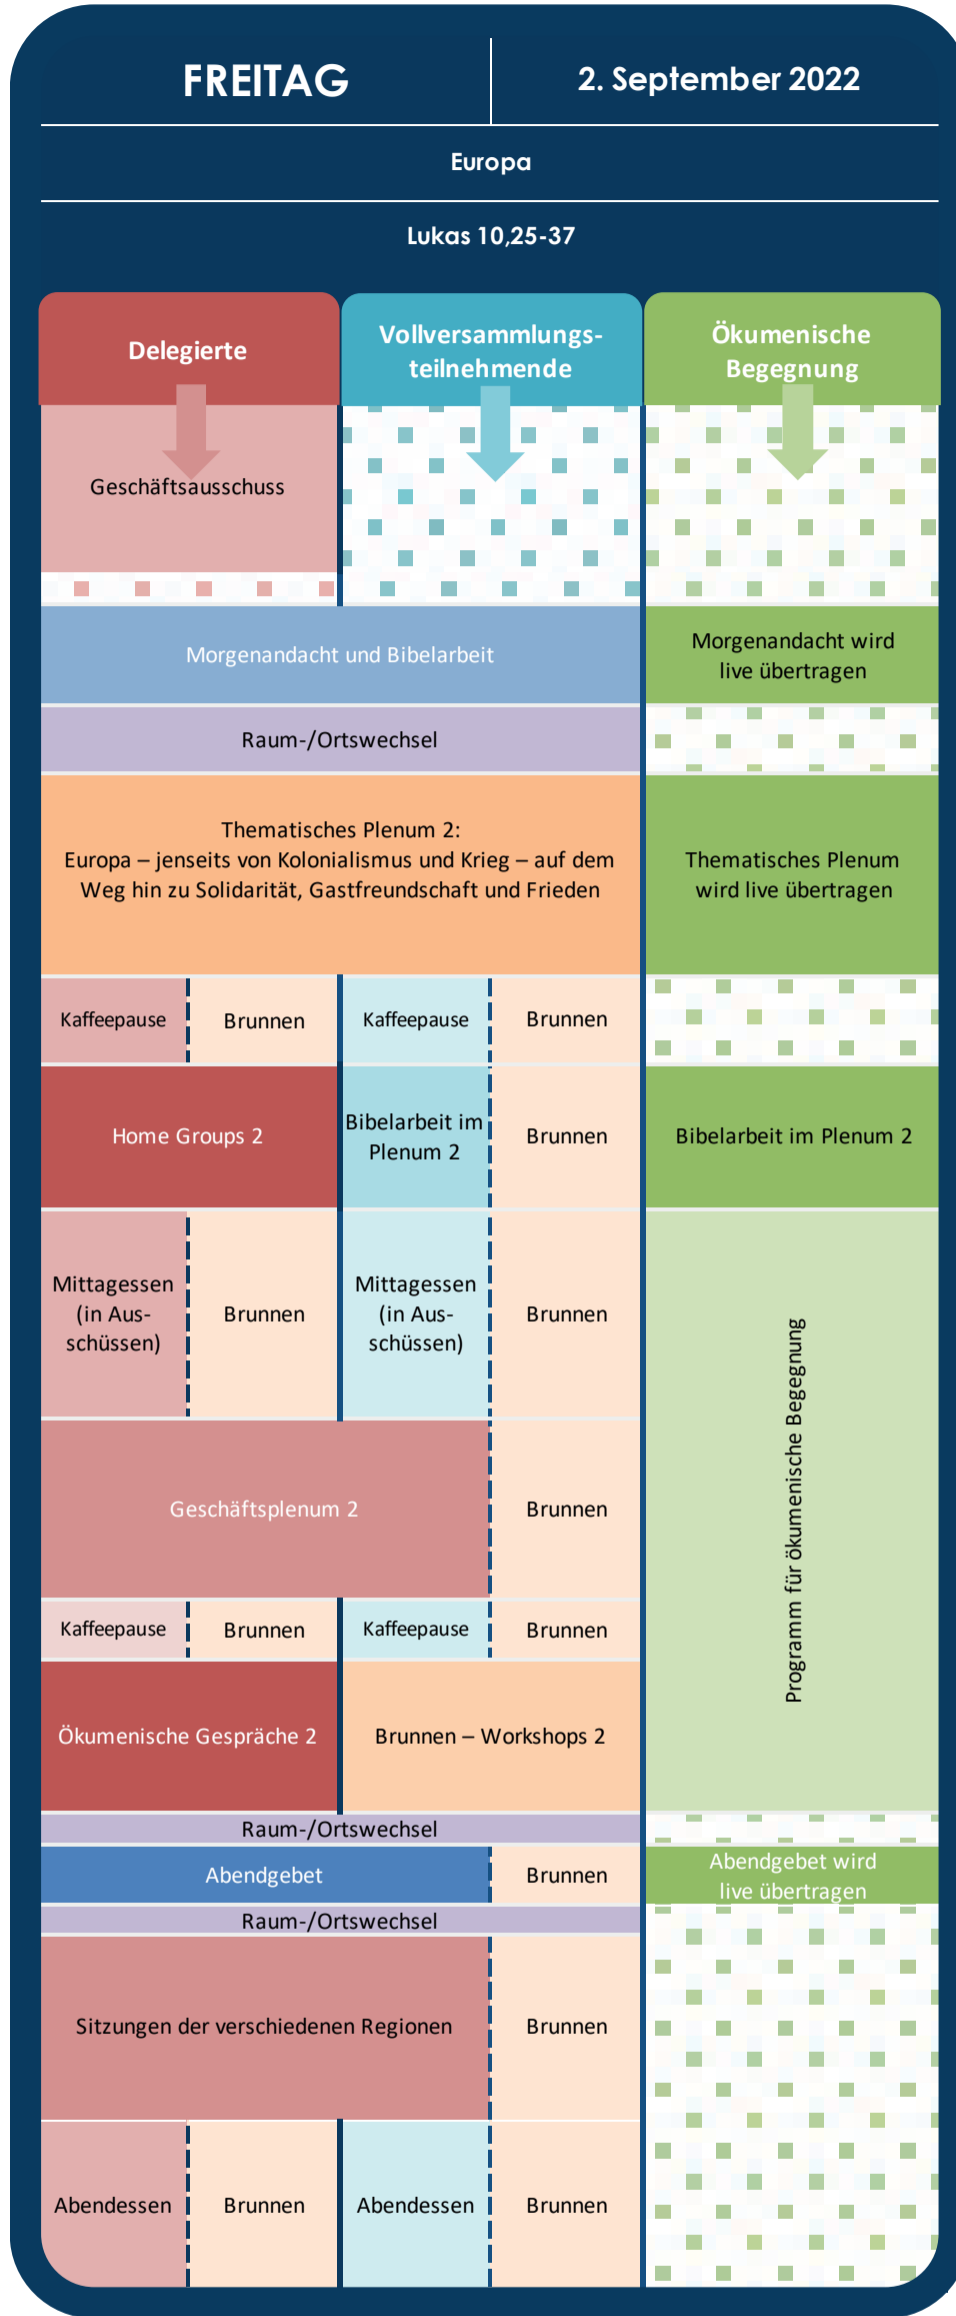 FREITAG
2. September 2022
Europa
Lukas 10,25-37
Delegierte
Vollversammlungs-
teilnehmende
Ökumenische
Begegnung
Geschäftsausschuss
Morgenandacht und Bibelarbeit
Morgenandacht wird
live übertragen
Raum-/Ortswechsel
Thematisches Plenum 2:
Europa – jenseits von Kolonialismus und Krieg – auf dem
Weg hin zu Solidarität, Gastfreundschaft und Frieden
Thematisches Plenum
wird live übertragen
Kaffeepause
Brunnen
Kaffeepause
Brunnen
Home Groups 2
Bibelarbeit im
Plenum 2
Brunnen
Bibelarbeit im Plenum 2
Mittagessen
(in Aus-
schüssen)
Brunnen
Mittagessen
(in Aus-
schüssen)
Brunnen
Programm für ökumenische Begegnung
Geschäftsplenum 2
Brunnen
Kaffeepause
Brunnen
Kaffeepause
Brunnen
Ökumenische Gespräche 2
Brunnen – Workshops 2
Raum-/Ortswechsel
Abendgebet
Brunnen
Abendgebet wird
live übertragen
Raum-/Ortswechsel
Sitzungen der verschiedenen Regionen
Brunnen
Abendessen
Brunnen
Abendessen
Brunnen